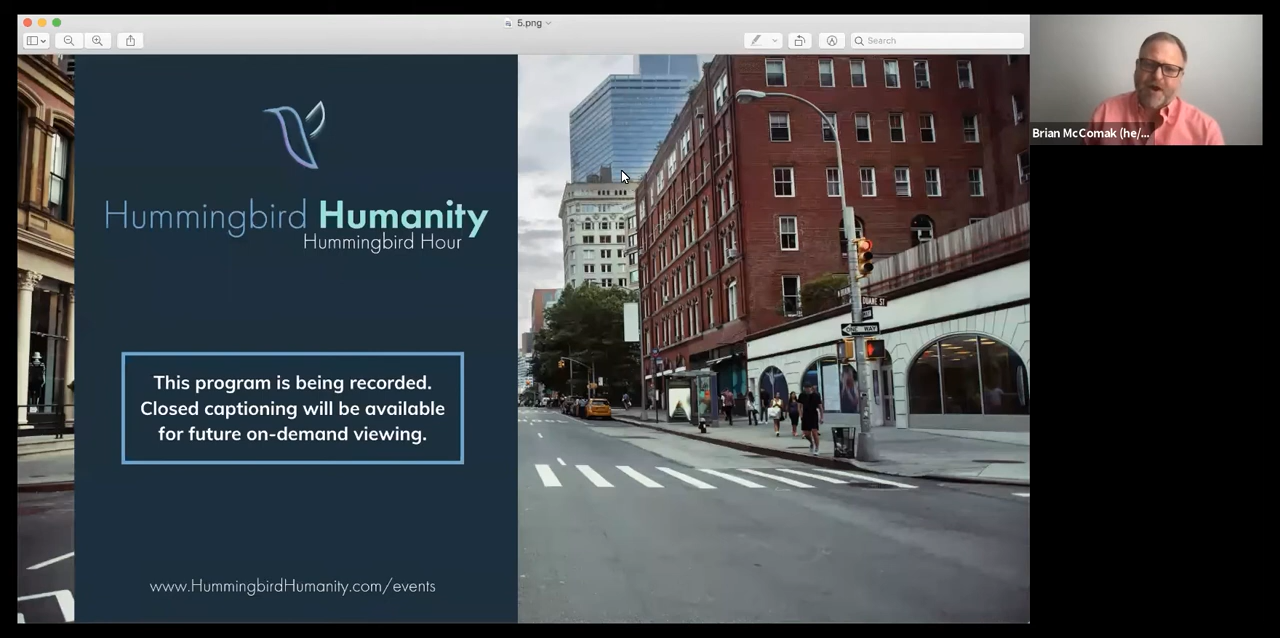 5.png
Search
Hummingbird Humanity
Hummingbird Hour
This program is being recorded.
Closed captioning will be available
for future on-demand viewing.
www.HummingbirdHumanity.com/events
DUANE ST
ONE WAY
Brian McComak (he/...